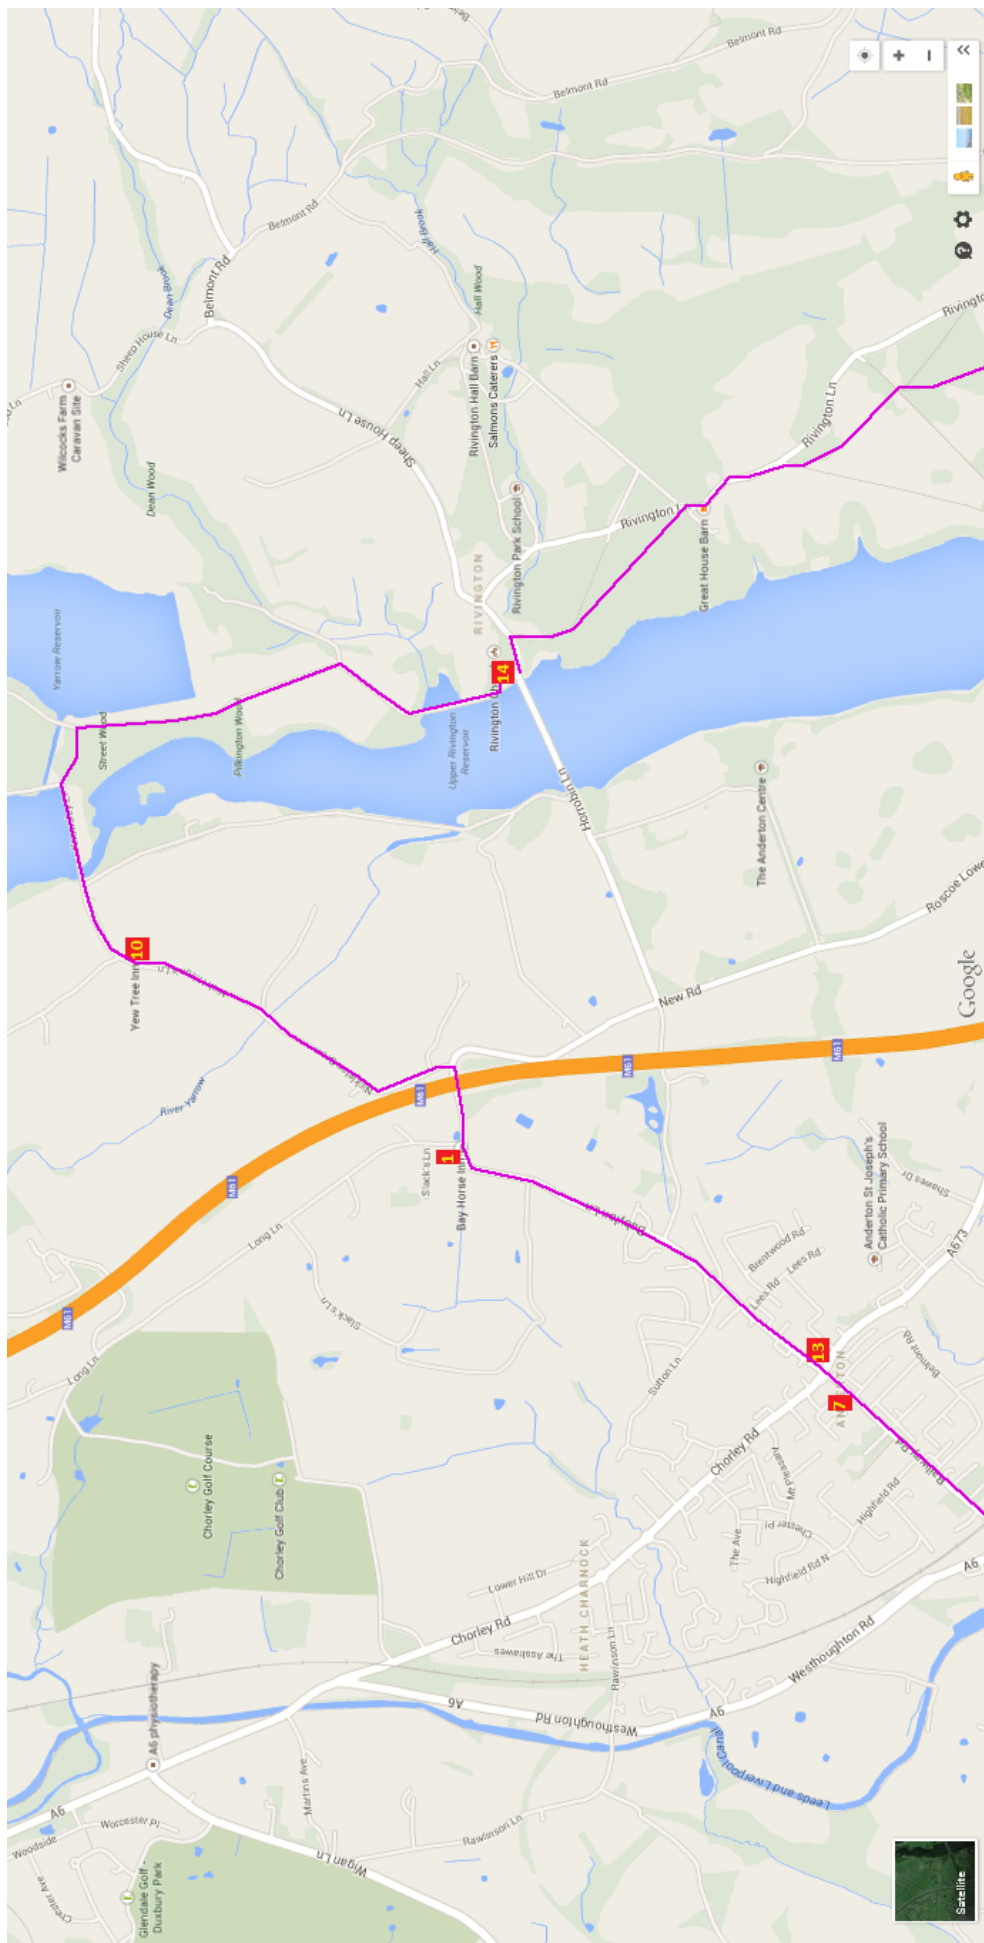 Woodside
Chester Ave
Worcester Pl
Glendale Golf -
Duxbury Park
A6
A6 physiotherapy
Martins Ave
Wigan Ln
Rawlinson Ln
Chorley Golf Course
Chorley Golf Club
Long Ln
M61
M61
Long Ln
Slack's Ln
Chorley Rd
The Asshawes
Lower Hill Dr
HEATH CHARNOCK
Rawlinson Ln
A6
Westhoughton Rd
A6
Westhoughton Rd
A6
Leeds and Liverpool Canal
Chorley Rd
Mt Pleasant
The Ave
Chester Pl
Highfield Rd N
Highfield Rd
Railway Rd
Belmont Rd
7
13
A673
Sutton Ln
Lees Rd
Lees Rd
Brentwood Rd
Anderton St Joseph's
Catholic Primary School
Shawes Dr
Babylon Ln
Bay Horse Inn
1
Slack's Ln
M61
M61
M61
River Yarrow
Yew Tree Inn
10
New Rd
Roscoe Lowe
Google
Horrobin Ln
The Anderton Centre
Yarrow Reservoir
Street Wood
Pilkington Wood
Upper Rivington
Reservoir
14
RIVINGTON
Rivington Park School
Rivington
Great House Barn
Rivington Ln
Rivingto
Wilcocks Farm
Caravan Site
Dean Wood
Dean Brook
Sheep House Ln
Sheep House Ln
Belmont Rd
Belmont Rd
Belmont Rd
Belmont Rd
Hall Ln
Hall Brook
Hall Wood
Rivington Hall Barn
Salmons Caterers
Satellite